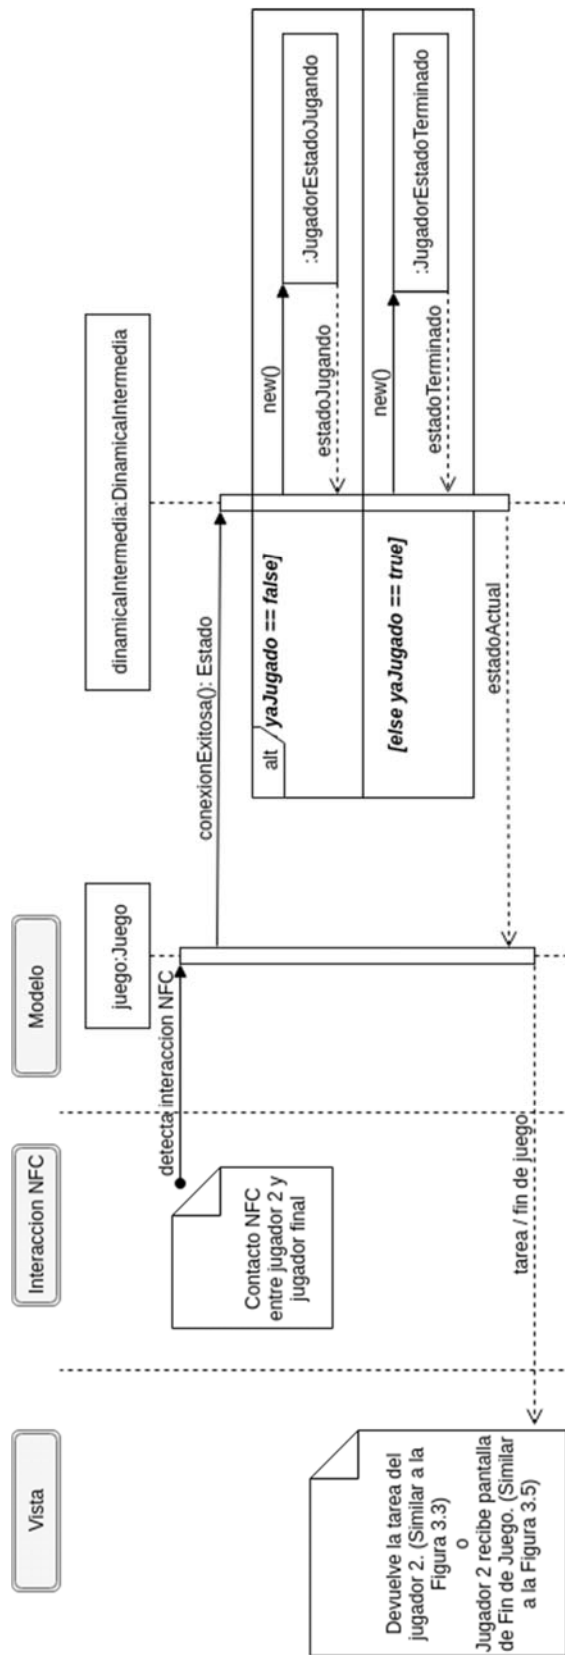 Vista
Interaccion NFC
Modelo
juego:Juego
dinamicaIntermedia:DinamicaIntermedia
Contacto NFC
entre jugador 2 y
jugador final
detecta interaccion NFC
conexionExitosa(): Estado
alt
yaJugado == false]
new()
:JugadorEstadoJugando
estadoJugando
[else yaJugado == true]
new()
:JugadorEstadoTerminado
estadoTerminado
estadoActual
tarea / fin de juego
Devuelve la tarea del
jugador 2. (Similar a la
Figura 3.3)
o
Jugador 2 recibe pantalla
de Fin de Juego. (Similar
a la Figura 3.5)